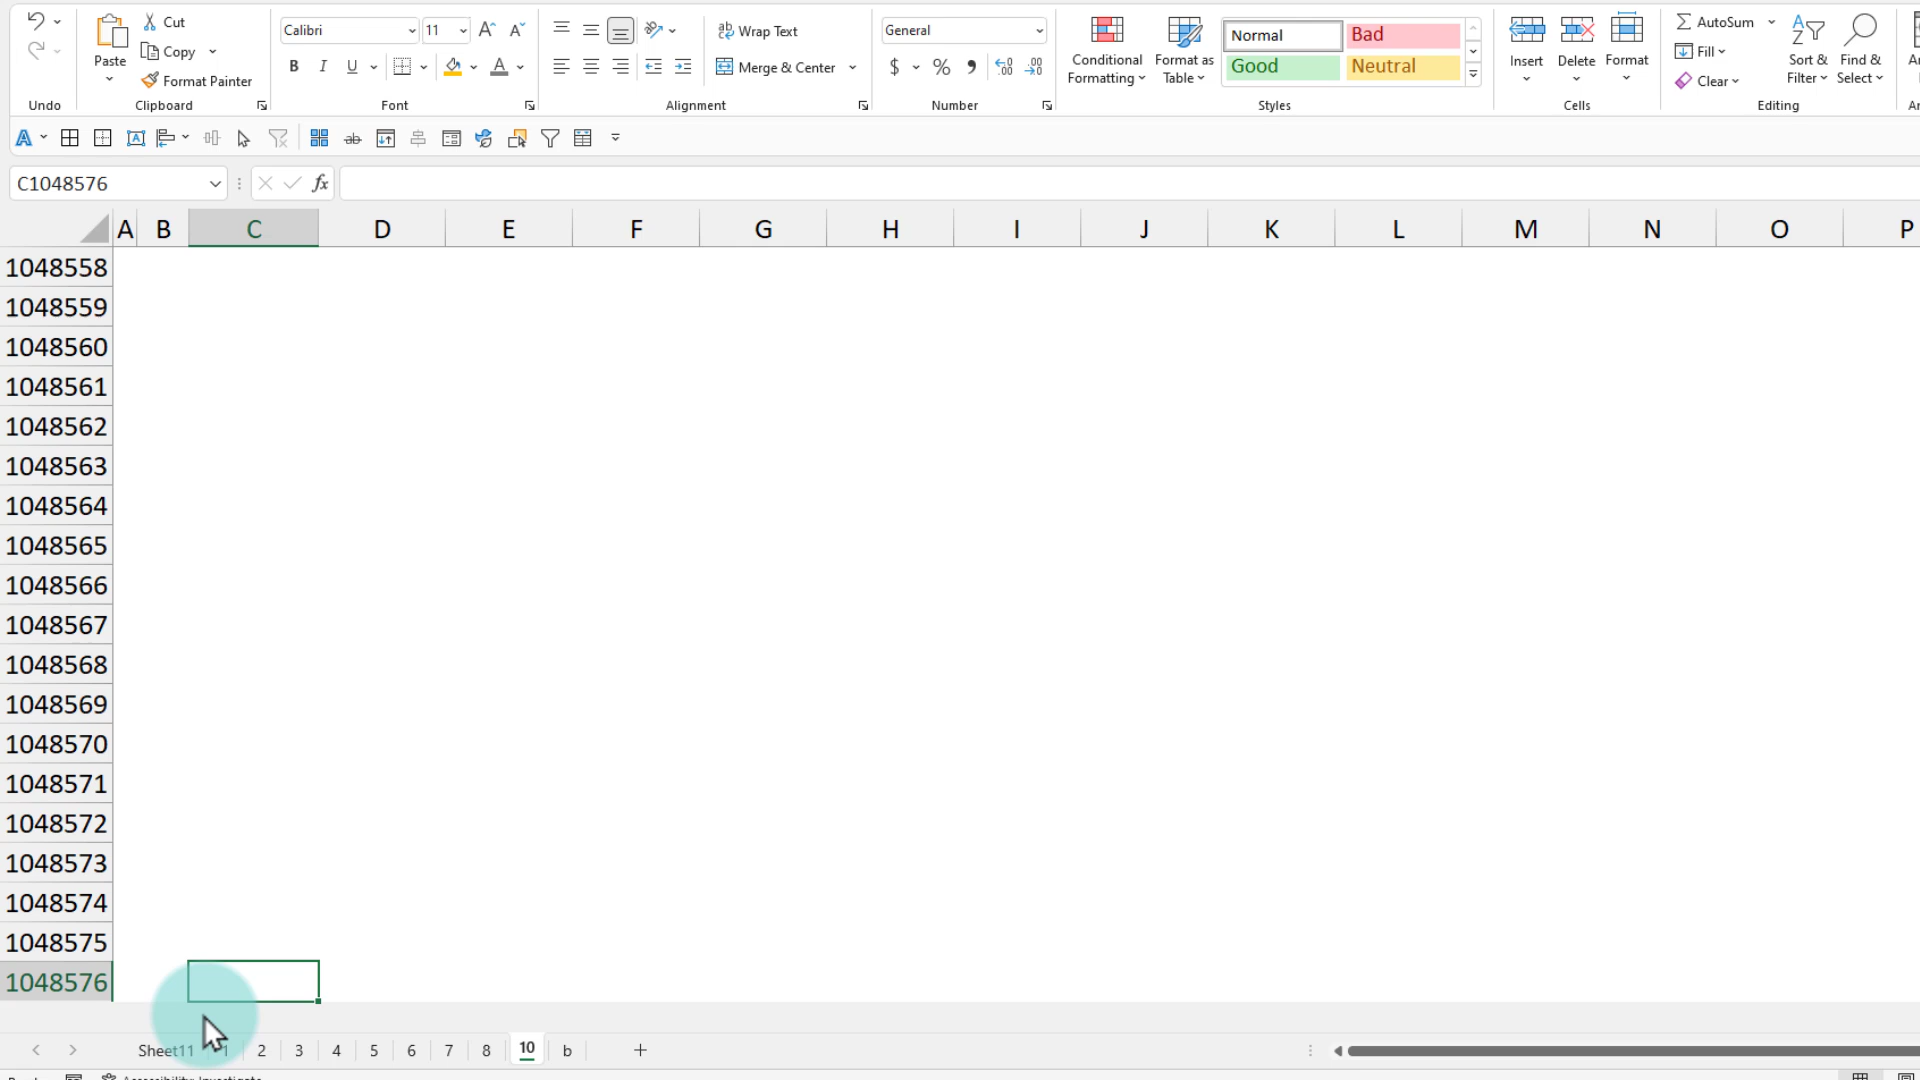 Cut
Calibri 11
Wrap Text
General
Normal Bad
AutoSum
Paste
Copy
Conditional Formatting
Format as Table
Insert Delete Format
Fill
Sort & Filter
Find & Select
Format Painter
B I U
Merge & Center
$ % ,
Good Neutral
Clear
Undo Clipboard Font Alignment Number Styles Cells Editing
C1048576
fx
A B C D E F G H I J K L M N O P
1048558
1048559
1048560
1048561
1048562
1048563
1048564
1048565
1048566
1048567
1048568
1048569
1048570
1048571
1048572
1048573
1048574
1048575
1048576
Sheet11 1 2 3 4 5 6 7 8 10 b +